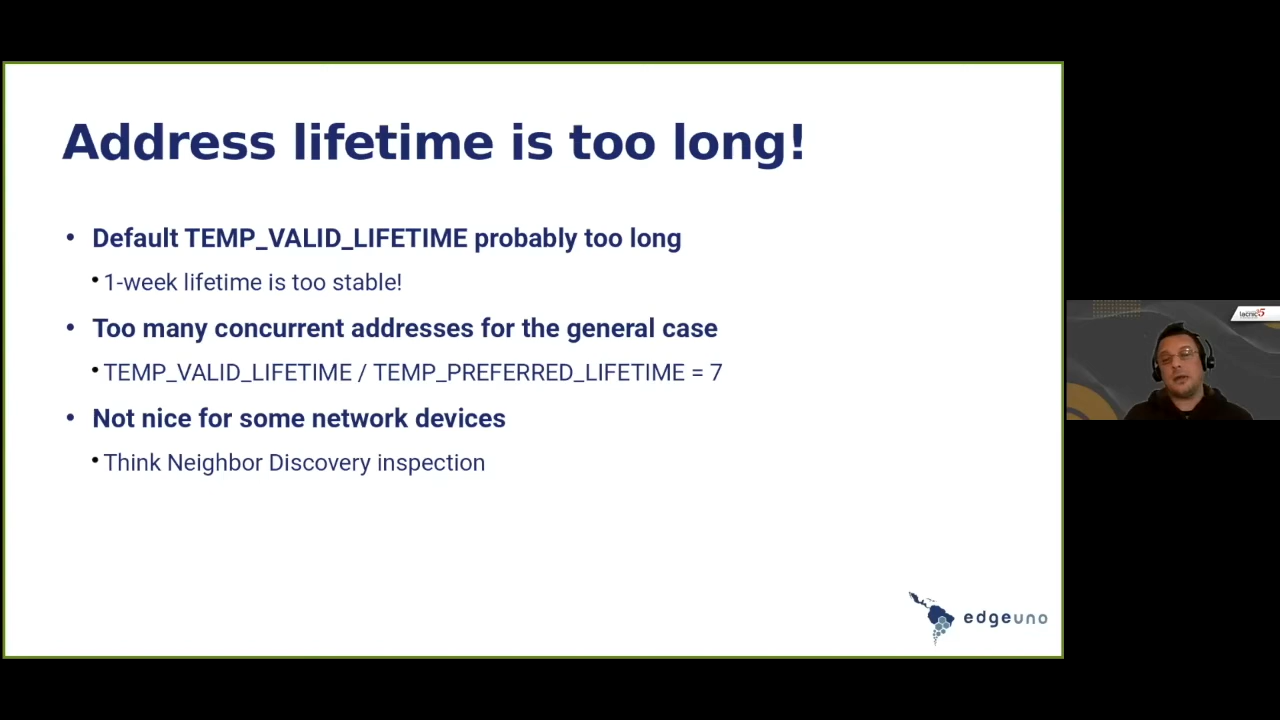 Address lifetime is too long!
• Default TEMP_VALID_LIFETIME probably too long
• 1-week lifetime is too stable!
• Too many concurrent addresses for the general case
• TEMP_VALID_LIFETIME / TEMP_PREFERRED_LIFETIME = 7
• Not nice for some network devices
• Think Neighbor Discovery inspection
edgeuno
lacnic